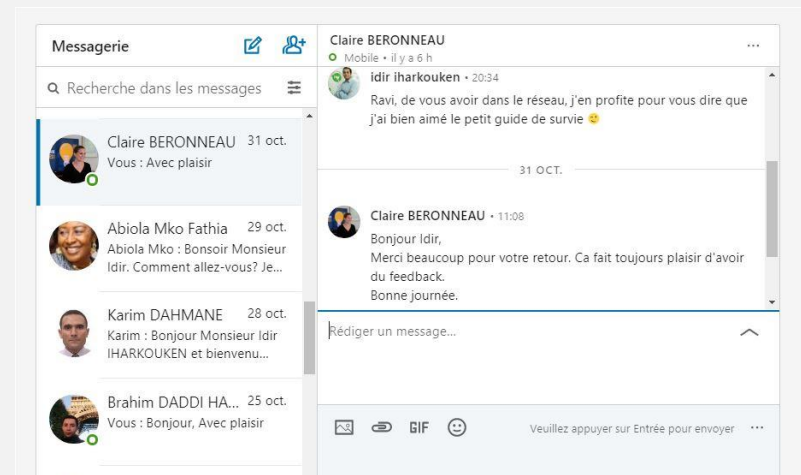 Messagerie
Recherche dans les messages
Claire BERONNEAU 31 oct.
Vous : Avec plaisir
Abiola Mko Fathia 29 oct.
Abiola Mko : Bonsoir Monsieur
Idir. Comment allez-vous? Je...
Karim DAHMANE 28 oct.
Karim : Bonjour Monsieur Idir
IHARKOUKEN et bienvenu...
Brahim DADDI HA... 25 oct.
Vous : Bonjour, Avec plaisir
Claire BERONNEAU
Mobile • il y a 6 h
idir iharkouken • 20:34
Ravi, de vous avoir dans le réseau, j'en profite pour vous dire que
j'ai bien aimé le petit guide de survie
31 OCT.
Claire BERONNEAU • 11:08
Bonjour Idir,
Merci beaucoup pour votre retour. Ca fait toujours plaisir d'avoir
du feedback.
Bonne journée.
Rédiger un message...
GIF
Veuillez appuyer sur Entrée pour envoyer